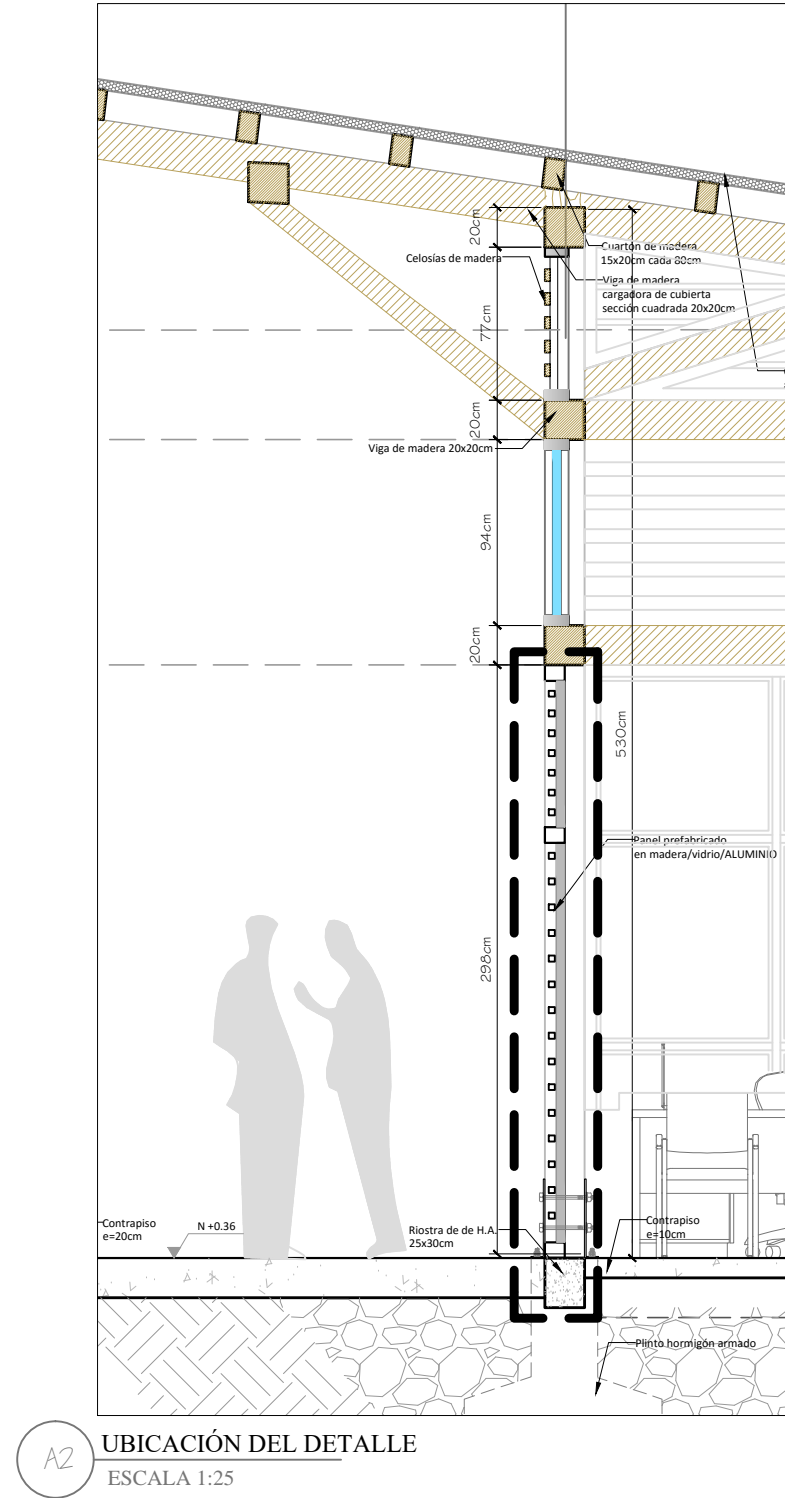 20cm
Cuartón de madera
15x20cm cada 80cm
Celosías de madera
Viga de madera
cargadora de cubierta
sección cuadrada 20x20cm
77cm
20cm
Viga de madera 20x20cm
94cm
20cm
530cm
Panel prefabricado
en madera/vidrio/ALUMINIO
298cm
Contrapiso
e=20cm
N +0.36
Riostra de de H.A.
25x30cm
Contrapiso
e=10cm
Plinto hormigón armado
A2
UBICACIÓN DEL DETALLE
ESCALA 1:25